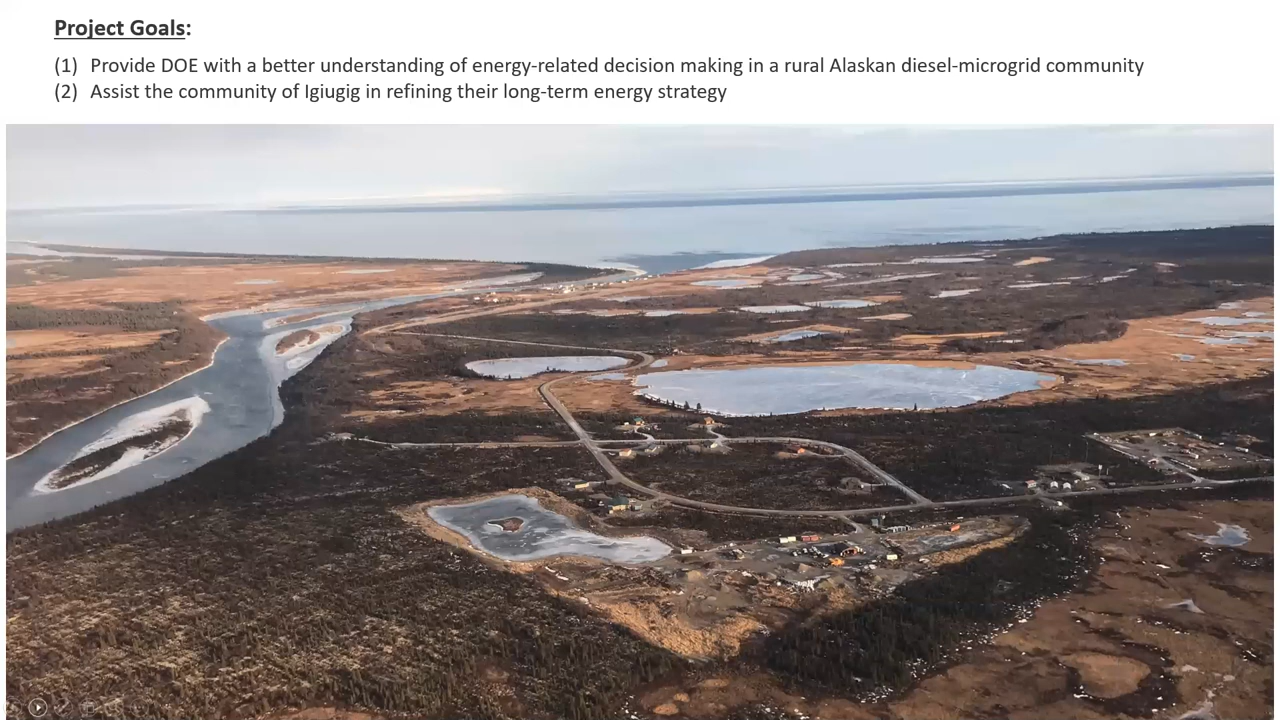 Project Goals:
(1) Provide DOE with a better understanding of energy-related decision making in a rural Alaskan diesel-microgrid community
(2) Assist the community of Igiugig in refining their long-term energy strategy